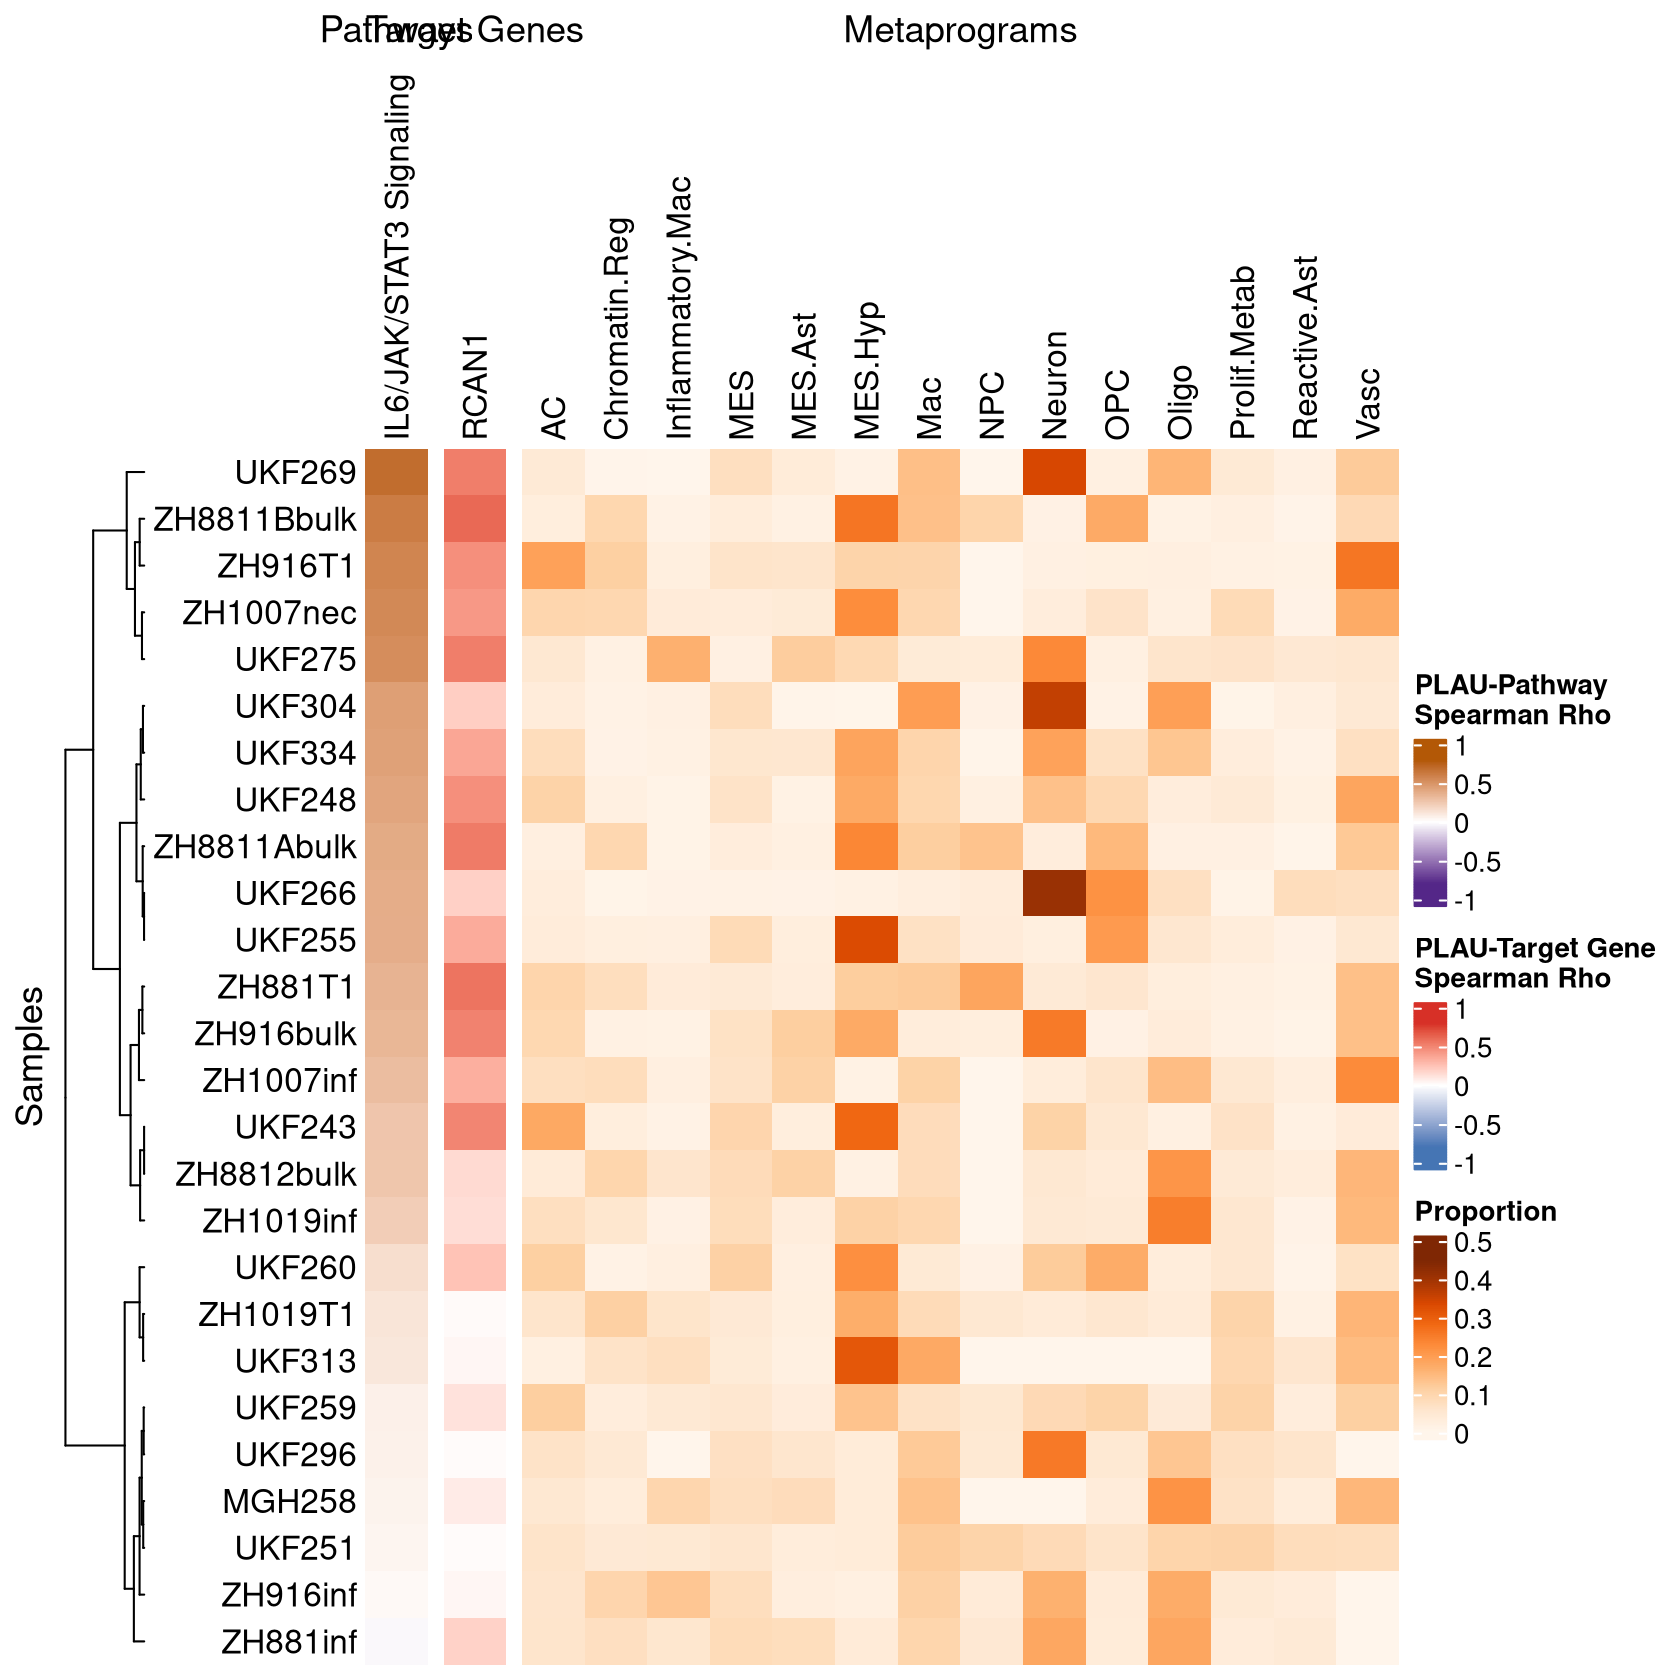 Pathways
Target Genes
Metaprograms
IL6/JAK/STAT3 Signaling
RCAN1
AC
Chromatin.Reg
Inflammatory.Mac
MES
MES.Ast
MES.Hyp
Mac
NPC
Neuron
OPC
Oligo
Prolif.Metab
Reactive.Ast
Vasc
Samples
UKF269
ZH8811Bbulk
ZH916T1
ZH1007nec
UKF275
UKF304
UKF334
UKF248
ZH8811Abulk
UKF266
UKF255
ZH881T1
ZH916bulk
ZH1007inf
UKF243
ZH8812bulk
ZH1019inf
UKF260
ZH1019T1
UKF313
UKF259
UKF296
MGH258
UKF251
ZH916inf
ZH881inf
PLAU-Pathway
Spearman Rho
1
0.5
0
-0.5
-1
PLAU-Target Gene
Spearman Rho
1
0.5
0
-0.5
-1
Proportion
0.5
0.4
0.3
0.2
0.1
0